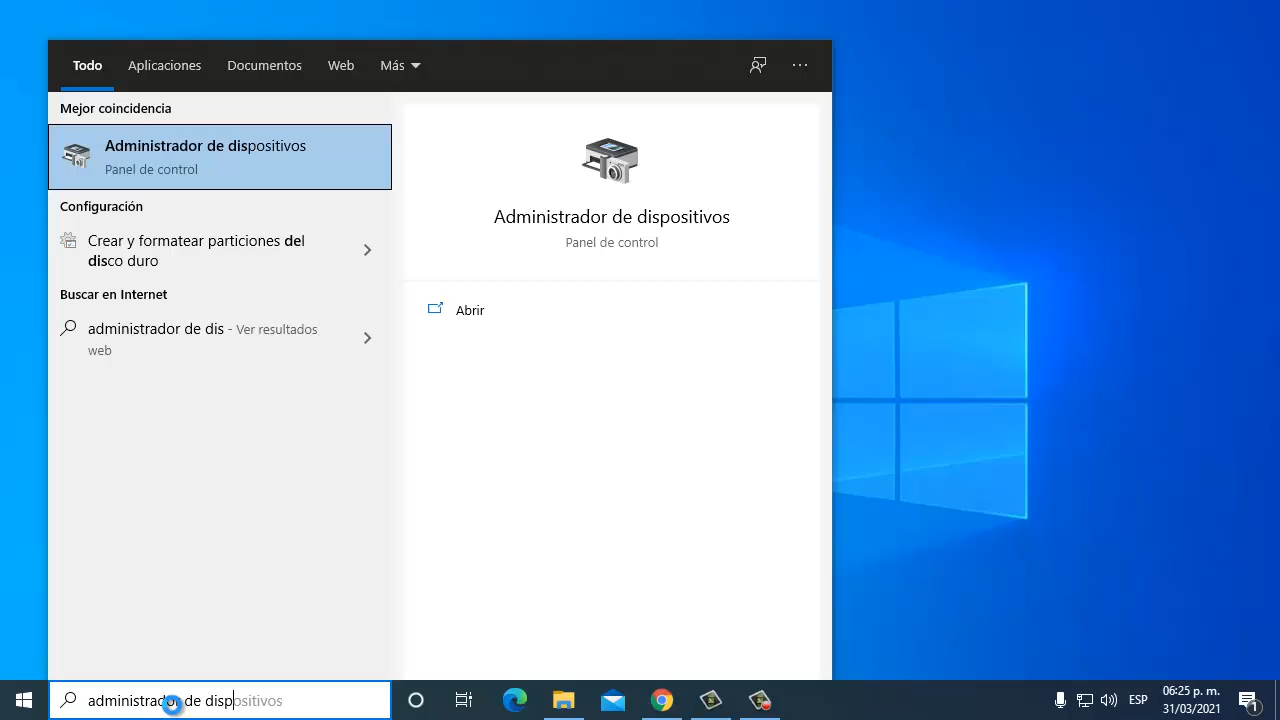 Todo Aplicaciones Documentos Web Más
Mejor coincidencia
Administrador de dispositivos
Panel de control
Configuración
Crear y formatear particiones del
disco duro
Buscar en Internet
administrador de dis - Ver resultados
web
Administrador de dispositivos
Panel de control
Abrir
administrador de dispositivos
ESP
06:25 p. m.
31/03/2021
1